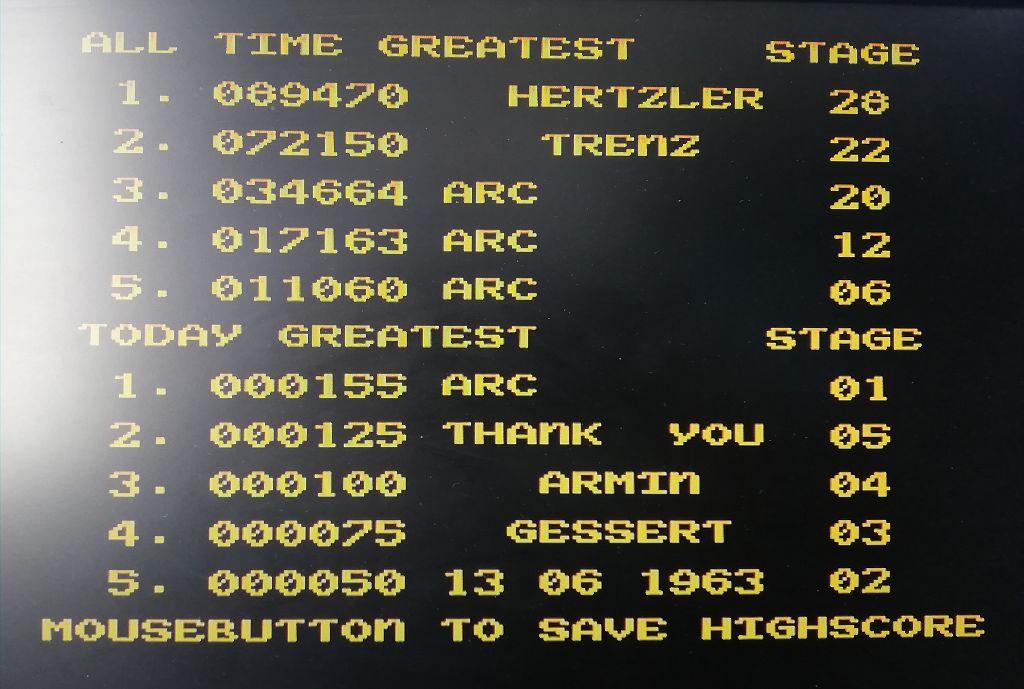 ALL TIME GREATEST STAGE
1. 089470 HERTZLER 28
2. 072150 TREMZ 22
3. 034664 ARC 20
4. 017163 ARC 12
5. 011060 ARC 06
TODAY GREATEST STAGE
1. 000155 ARC 01
2. 000125 THANK YOU 05
3. 000100 ARMIN 04
4. 000075 GESSERT 03
5. 000050 13 06 1963 02
MOUSEBUTTON TO SAVE HIGHSCORE